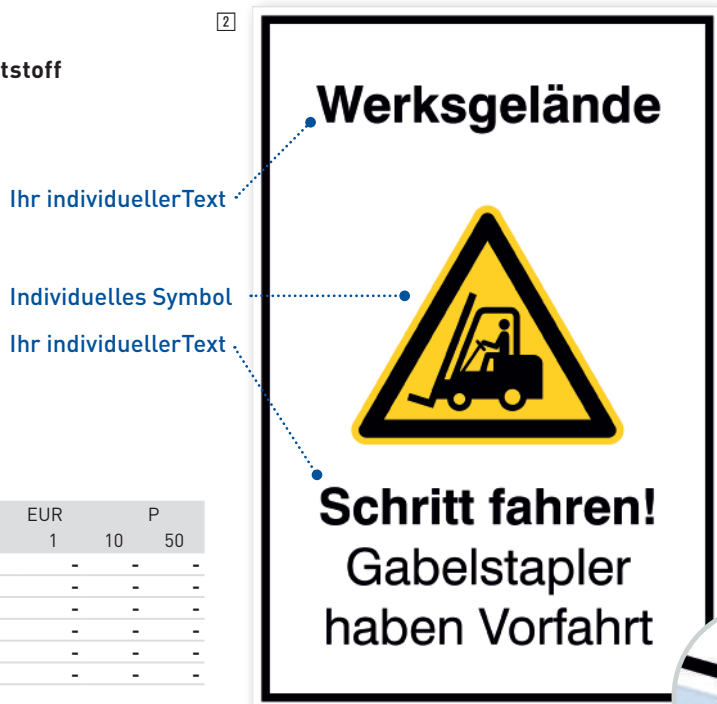 2
tstoff
Werksgelände
Ihr individuellerText
Individuelles Symbol
Ihr individuellerText
Schritt fahren!
Gabelstapler
haben Vorfahrt
EUR P
1 10 50
- - -
- - -
- - -
- - -
- - -
- - -